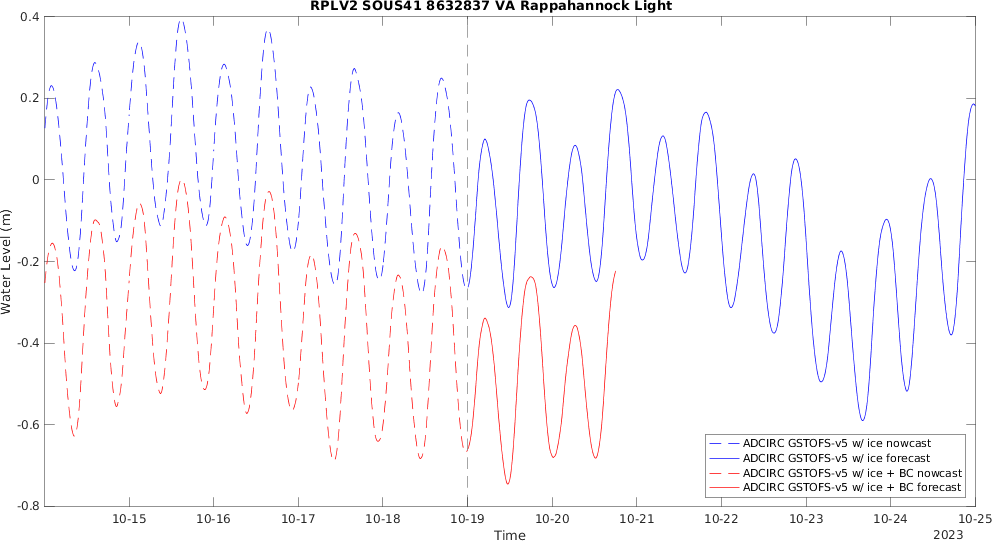 RPLV2 SOUS41 8632837 VA Rappahannock Light
Water Level (m)
0.4
0.2
0
-0.2
-0.4
-0.6
-0.8
ADCIRC GSTOFS-v5 w/ ice nowcast
ADCIRC GSTOFS-v5 w/ ice forecast
ADCIRC GSTOFS-v5 w/ ice + BC nowcast
ADCIRC GSTOFS-v5 w/ ice + BC forecast
10-15 10-16 10-17 10-18 10-19 10-20 10-21 10-22 10-23 10-24 10-25
Time
2023